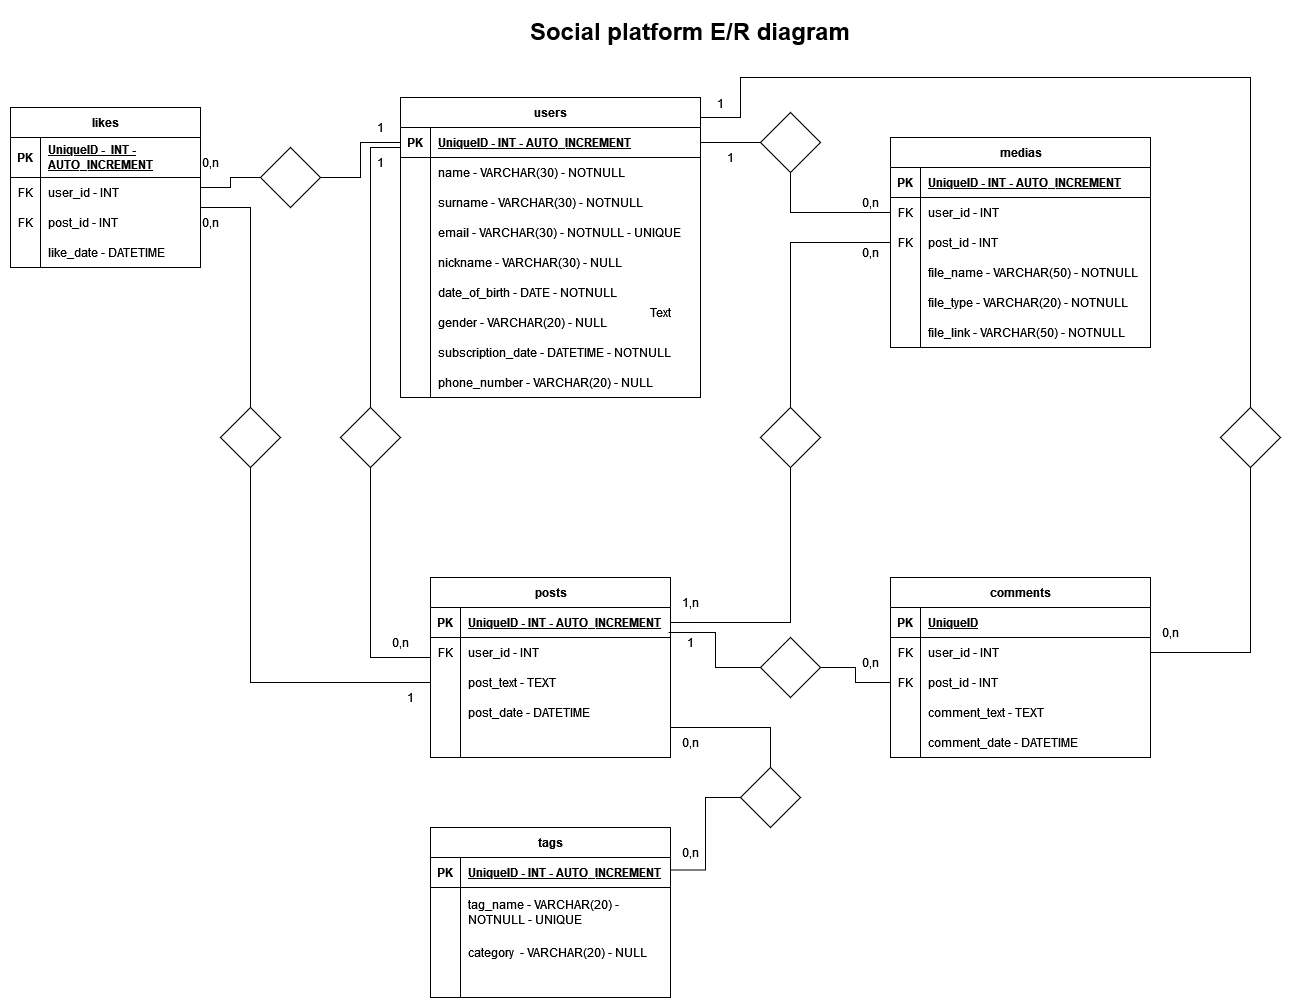 Social platform E/R diagram
likes
PK
UniqueID - INT -
AUTO_INCREMENT
FK
user_id - INT
FK
post_id - INT
like_date - DATETIME
0,n
0,n
1
1
users
PK
UniqueID - INT - AUTO_INCREMENT
name - VARCHAR(30) - NOTNULL
surname - VARCHAR(30) - NOTNULL
email - VARCHAR(30) - NOTNULL - UNIQUE
nickname - VARCHAR(30) - NULL
date_of_birth - DATE - NOTNULL
Text
gender - VARCHAR(20) - NULL
subscription_date - DATETIME - NOTNULL
phone_number - VARCHAR(20) - NULL
1
1
0,n
0,n
medias
PK
UniqueID - INT - AUTO_INCREMENT
FK
user_id - INT
FK
post_id - INT
file_name - VARCHAR(50) - NOTNULL
file_type - VARCHAR(20) - NOTNULL
file_link - VARCHAR(50) - NOTNULL
0,n
1
posts
PK
UniqueID - INT - AUTO_INCREMENT
FK
user_id - INT
post_text - TEXT
post_date - DATETIME
1,n
1
0,n
0,n
comments
PK
UniqueID
FK
user_id - INT
FK
post_id - INT
comment_text - TEXT
comment_date - DATETIME
0,n
tags
PK
UniqueID - INT - AUTO_INCREMENT
tag_name - VARCHAR(20) -
NOTNULL - UNIQUE
category - VARCHAR(20) - NULL
0,n